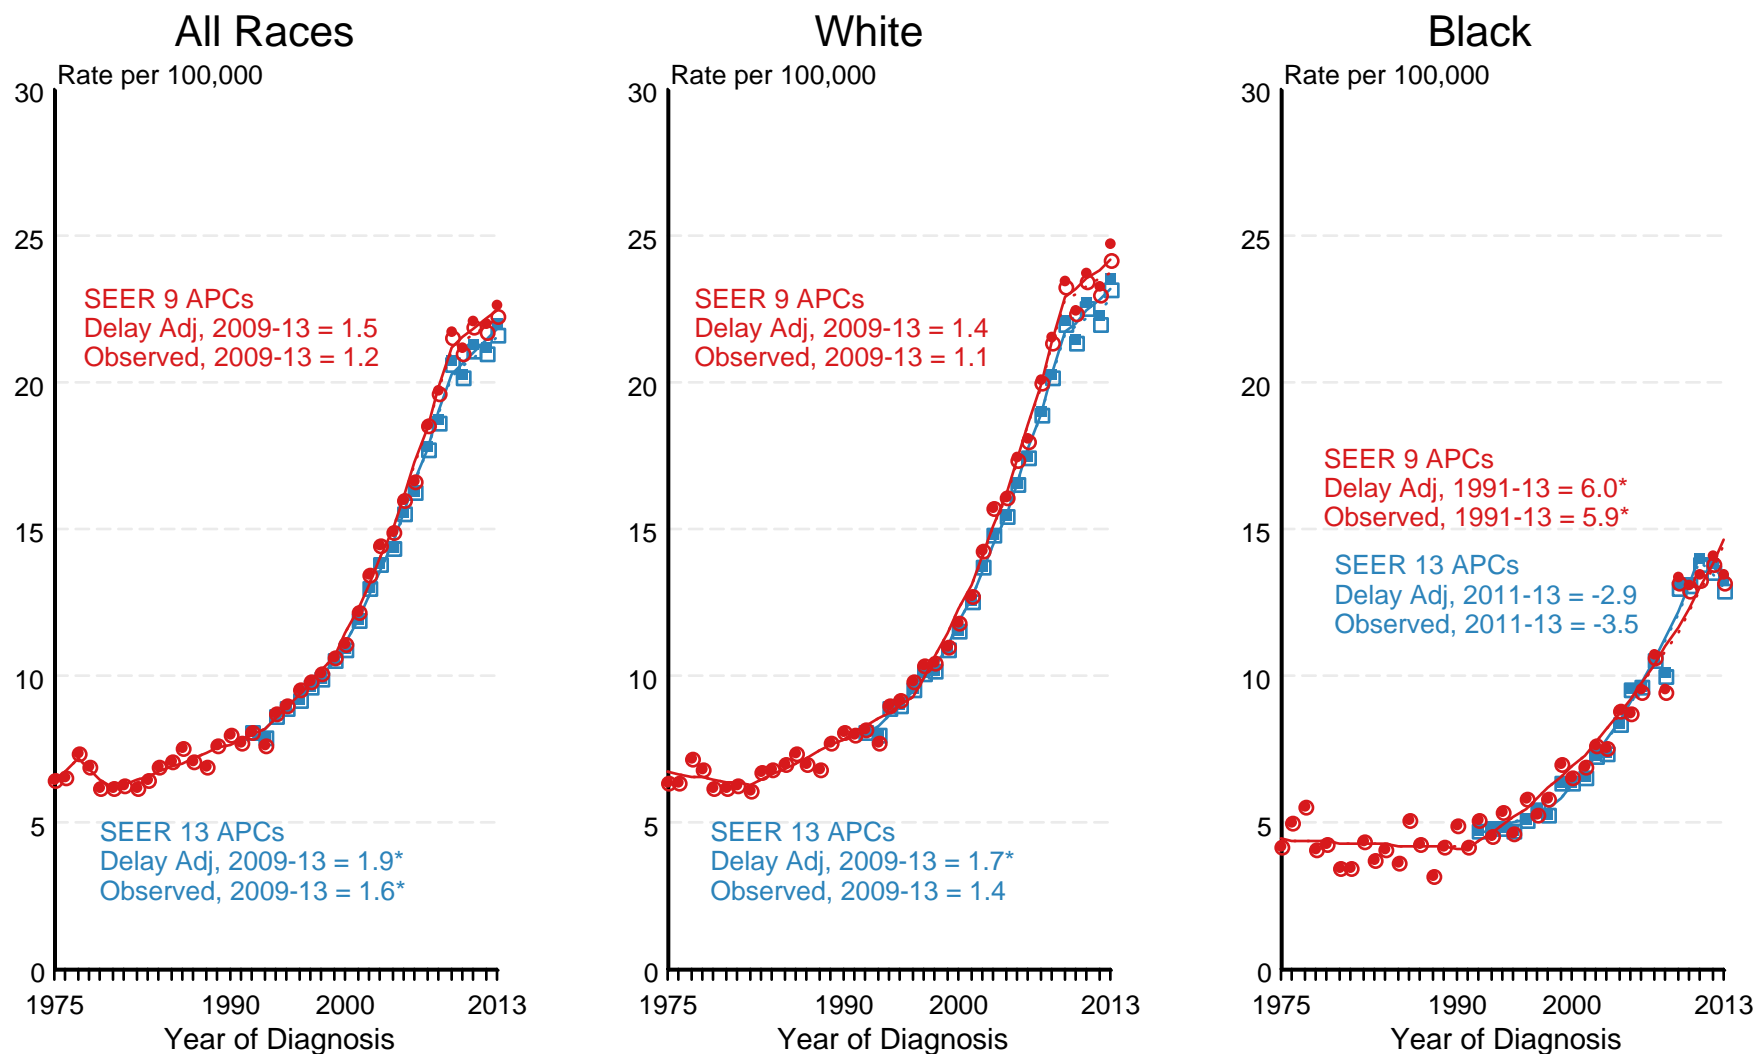 All Races
Rate per 100,000
30
25
20
15
10
5
0
SEER 9 APCs
Delay Adj, 2009-13 = 1.5
Observed, 2009-13 = 1.2
SEER 13 APCs
Delay Adj, 2009-13 = 1.9*
Observed, 2009-13 = 1.6*
1975 1990 2000 2013
Year of Diagnosis
White
Rate per 100,000
30
25
20
15
10
5
0
SEER 9 APCs
Delay Adj, 2009-13 = 1.4
Observed, 2009-13 = 1.1
SEER 13 APCs
Delay Adj, 2009-13 = 1.7*
Observed, 2009-13 = 1.4
1975 1990 2000 2013
Year of Diagnosis
Black
Rate per 100,000
30
25
20
15
10
5
0
SEER 9 APCs
Delay Adj, 1991-13 = 6.0*
Observed, 1991-13 = 5.9*
SEER 13 APCs
Delay Adj, 2011-13 = -2.9
Observed, 2011-13 = -3.5
1975 1990 2000 2013
Year of Diagnosis